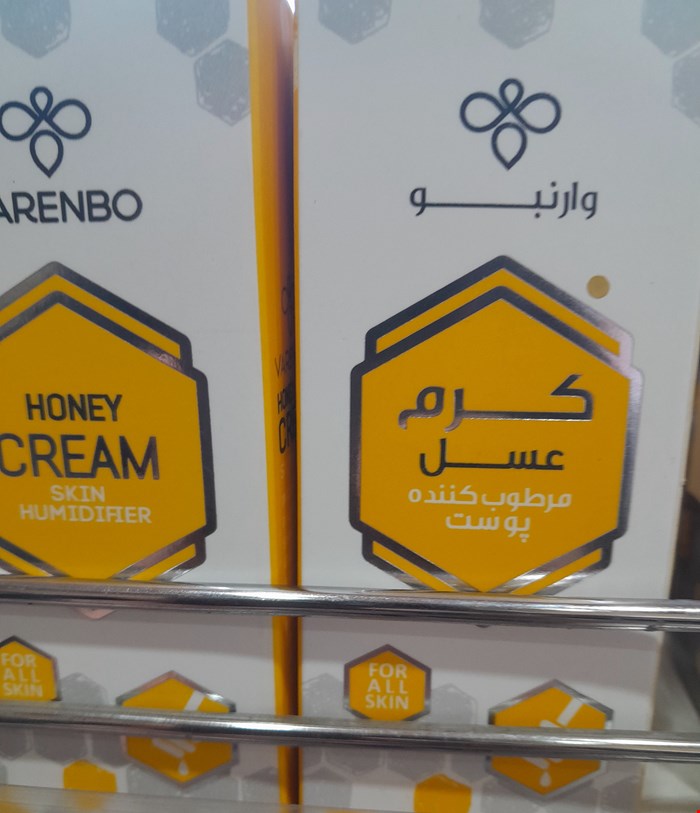 ARENBO
HONEY
CREAM
SKIN
HUMIDIFIER
FOR
ALL
SKIN
وارنبو
کرم
عسل
مرطوب‌کننده
پوست
FOR
ALL
SKIN